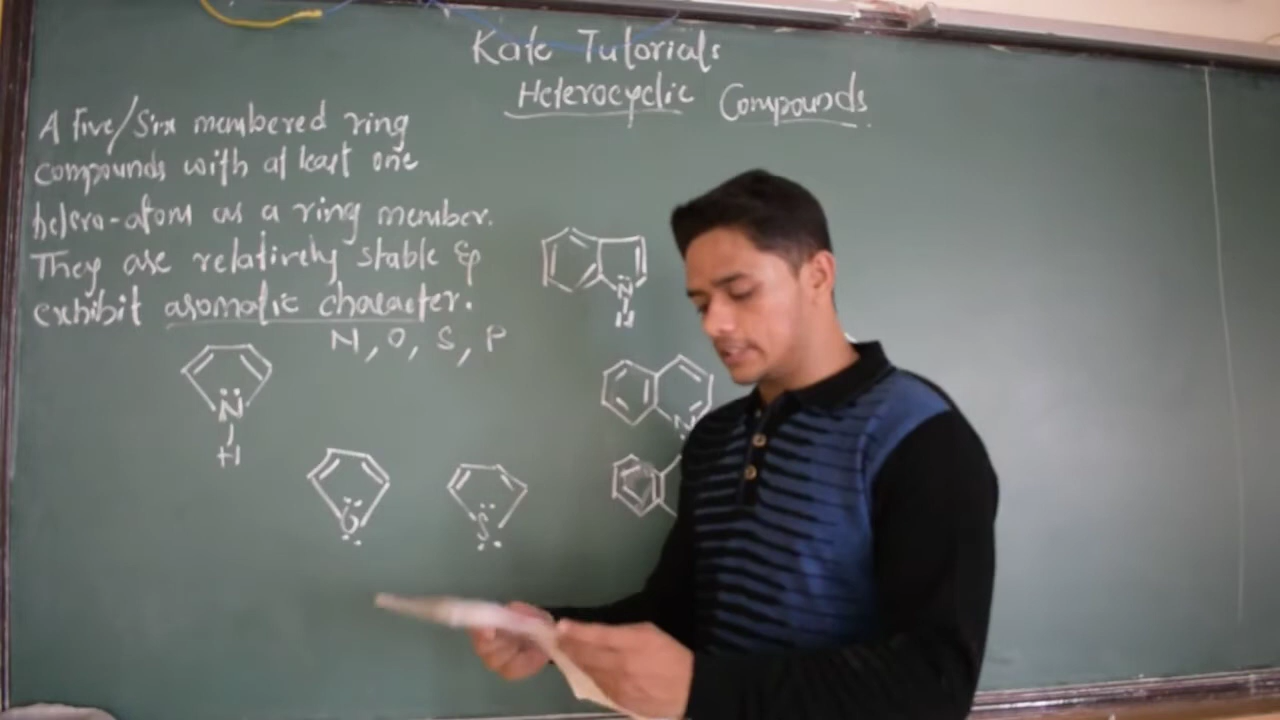 Kate Tutorials
Heterocyclic Compounds
A Five/Six membered ring
compounds with at least one
hetero-atom as a ring member.
They are relatively stable &
exhibit aromatic character.
N, O, S, P
N
H
O
S
N
H
N